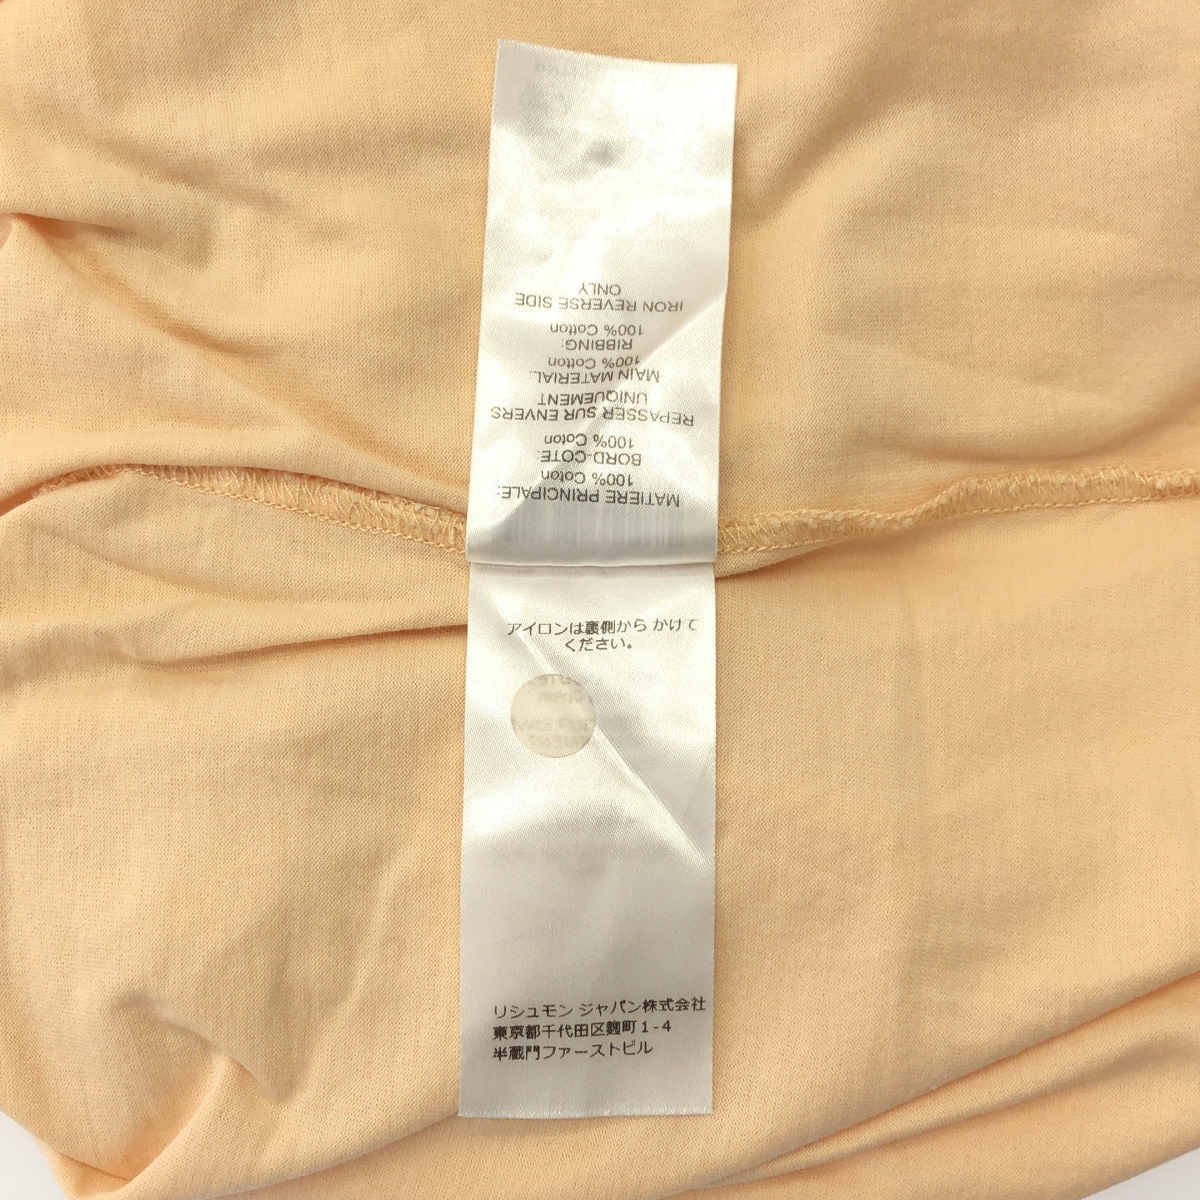 MATIERE PRINCIPALE:
100% Coton
BORD-COTE:
100% Coton
REPASSER SUR ENVERS
UNIQUEMENT
MAIN MATERIAL:
100% Cotton
RIBBING:
100% Cotton
IRON REVERSE SIDE
ONLY
アイロンは裏側から かけて
ください。
リシュモン ジャパン株式会社
東京都千代田区麹町1-4
半蔵門ファーストビル